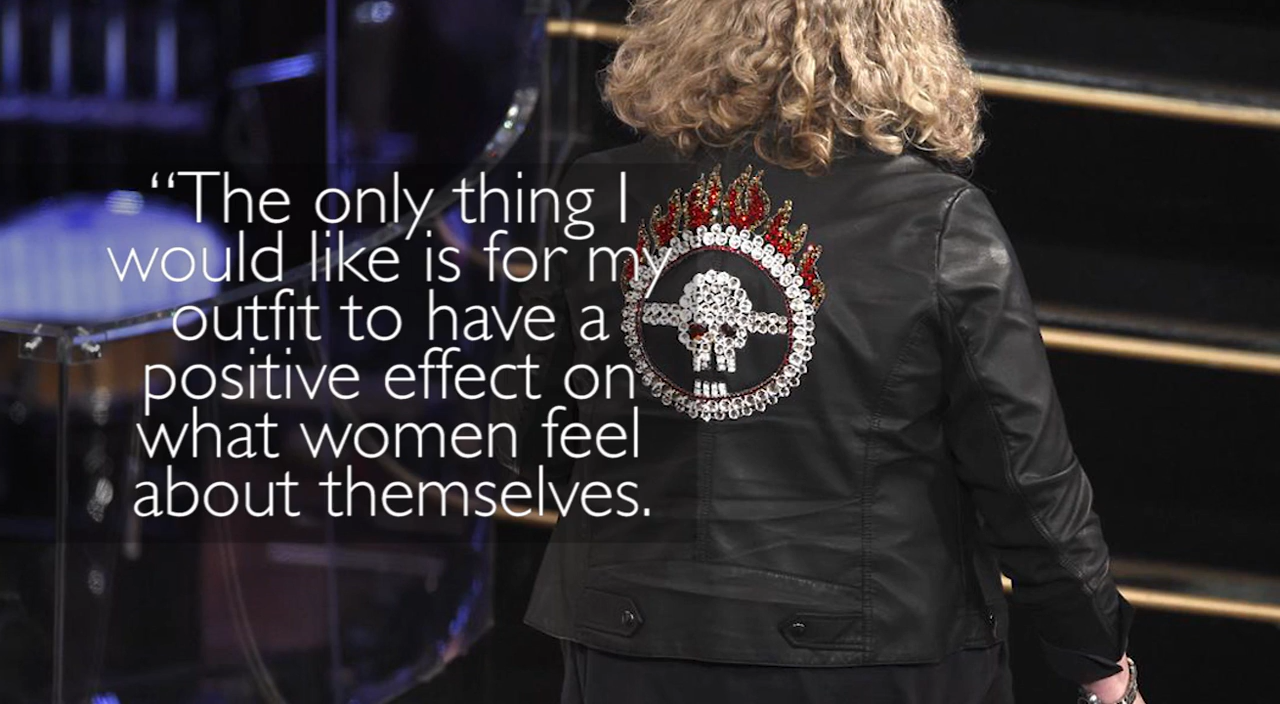 “The only thing I
would like is for my
outfit to have a
positive effect on
what women feel
about themselves.